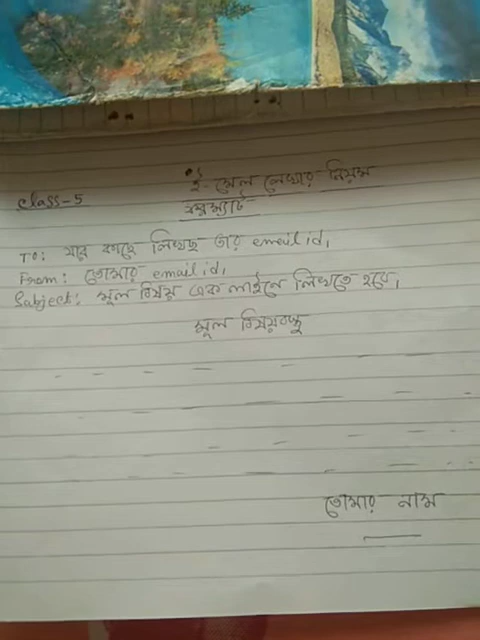 ই-মেল লেখার নিয়ম
Class-5
ফরম্যাট
To: যার কাছে লিখছ তার email id,
From: তোমার email id,
Subject: মূল বিষয় এক লাইনে লিখতে হবে।
মূল বিষয়বস্তু
তোমার নাম